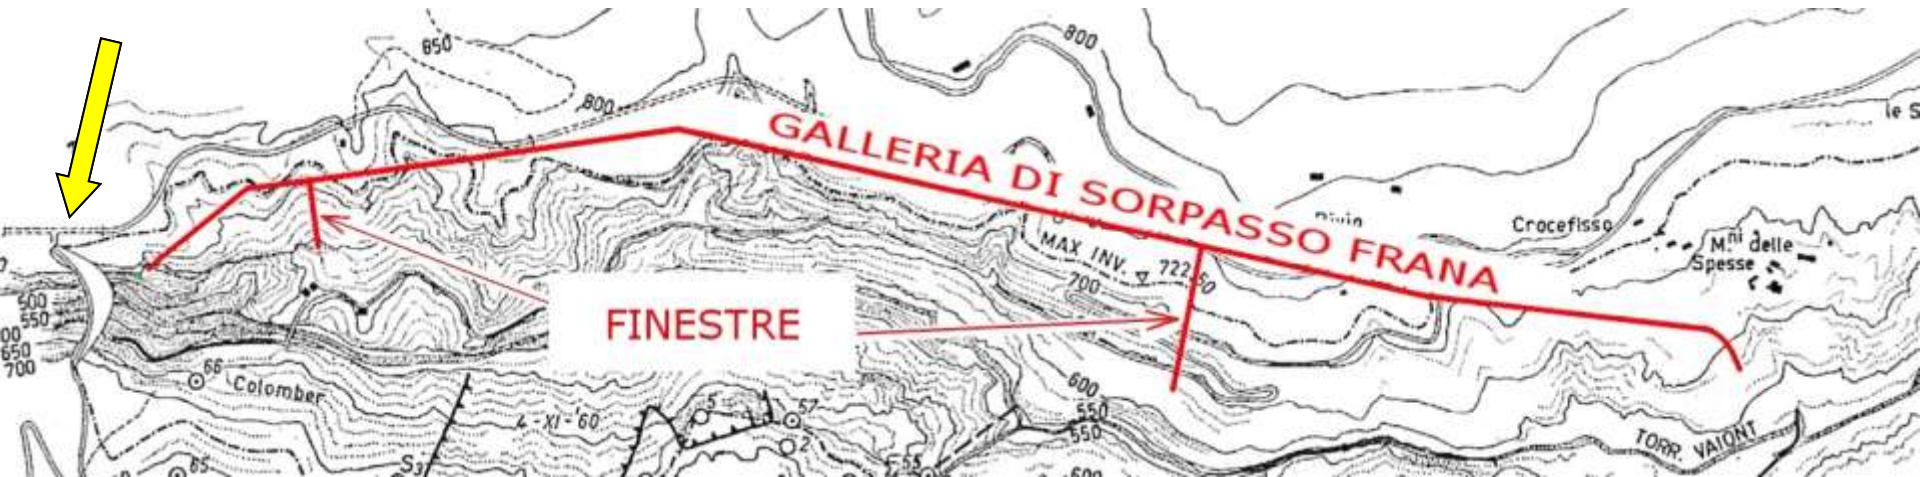 850
800
800
le S
GALLERIA DI SORPASSO FRANA
Crocefisso
Mni delle
Spesse
MAX INV. 722,50
700
FINESTRE
500
550
650
700
66
Colomber
600
550
550
4-XI-60
5
57
2
TORR. VAIONT
S3
65
600